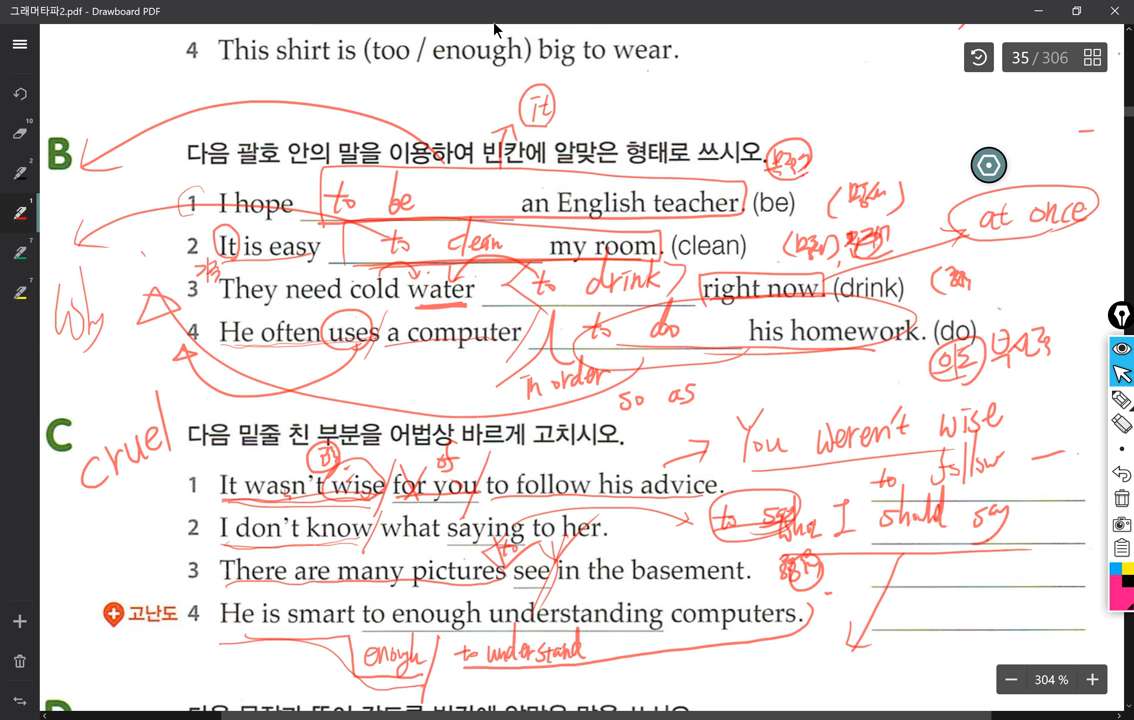 그래머타파2.pdf - Drawboard PDF
35 / 306
4 This shirt is (too / enough) big to wear.
it
B 다음 괄호 안의 말을 이용하여 빈칸에 알맞은 형태로 쓰시오.
1 I hope to be an English teacher. (be)
at once
2 It is easy to clean my room. (clean)
3 They need cold water to drink right now. (drink)
Why
4 He often uses a computer to do his homework. (do)
in order so as
cruel
C 다음 밑줄 친 부분을 어법상 바르게 고치시오.
You weren't wise
to follow
of
1 It wasn't wise for you to follow his advice.
to say
I should say
2 I don't know what saying to her.
to
3 There are many pictures see in the basement.
고난도 4 He is smart to enough understanding computers.
enough to understand
304 %